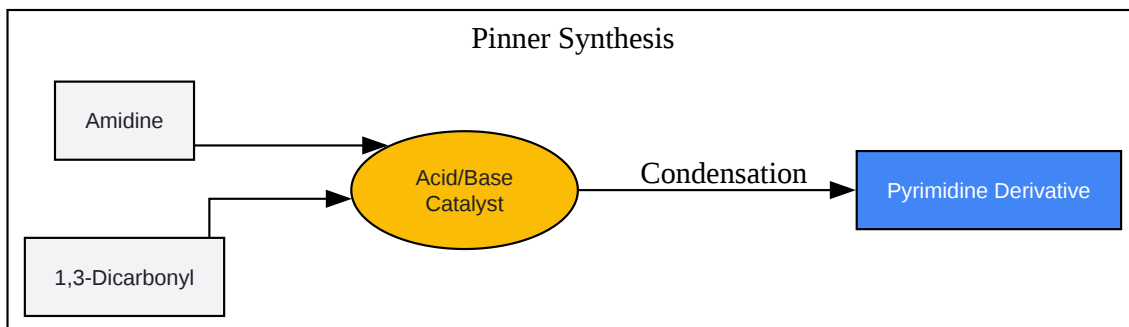 Pinner Synthesis
Amidine
Acid/Base
Catalyst
Condensation
Pyrimidine Derivative
1,3-Dicarbonyl